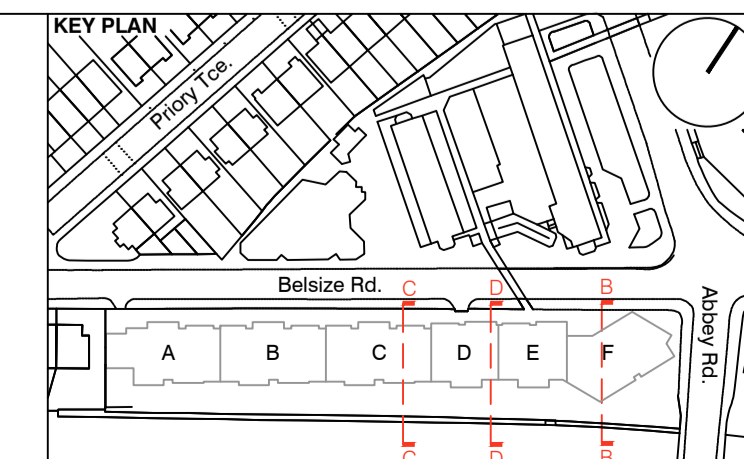 KEY PLAN
Priory Tce.
Belsize Rd.
C D B
Abbey Rd.
A B C D E F
C D B